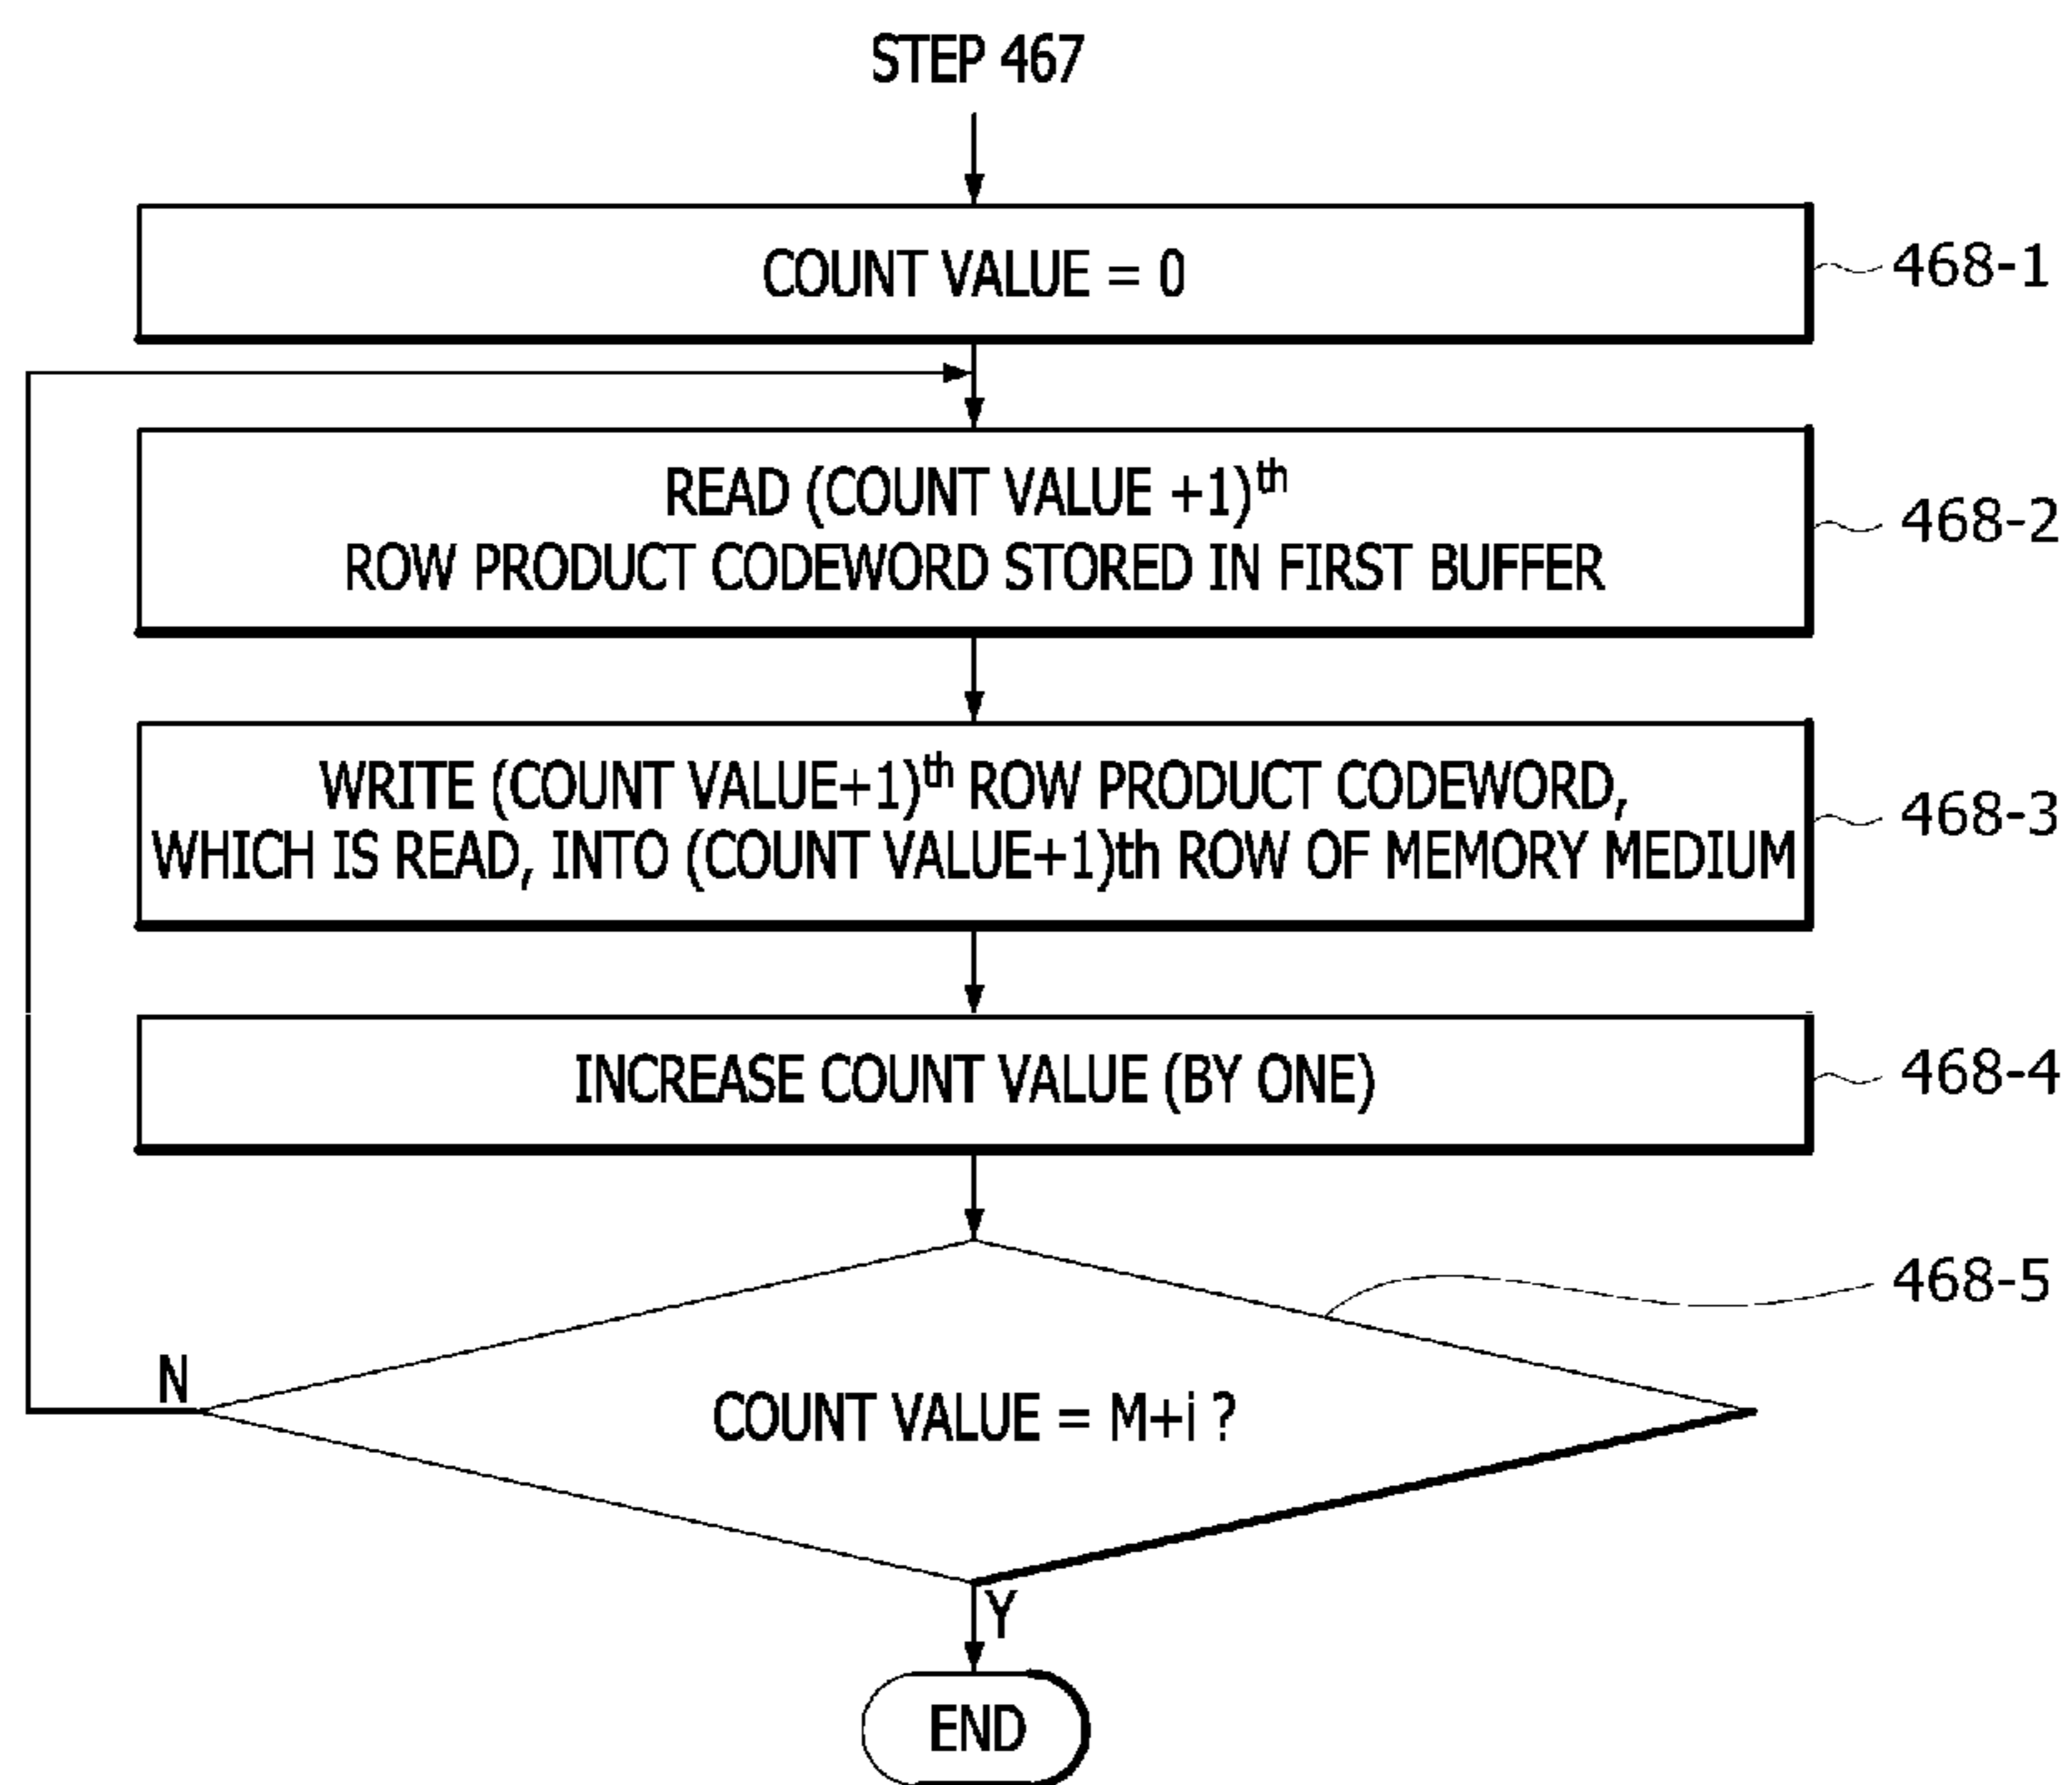 STEP 467
COUNT VALUE = 0
468-1
READ (COUNT VALUE +1)th
ROW PRODUCT CODEWORD STORED IN FIRST BUFFER
468-2
WRITE (COUNT VALUE+1)th ROW PRODUCT CODEWORD,
WHICH IS READ, INTO (COUNT VALUE+1)th ROW OF MEMORY MEDIUM
468-3
INCREASE COUNT VALUE (BY ONE)
468-4
468-5
N
COUNT VALUE = M+i ?
Y
END